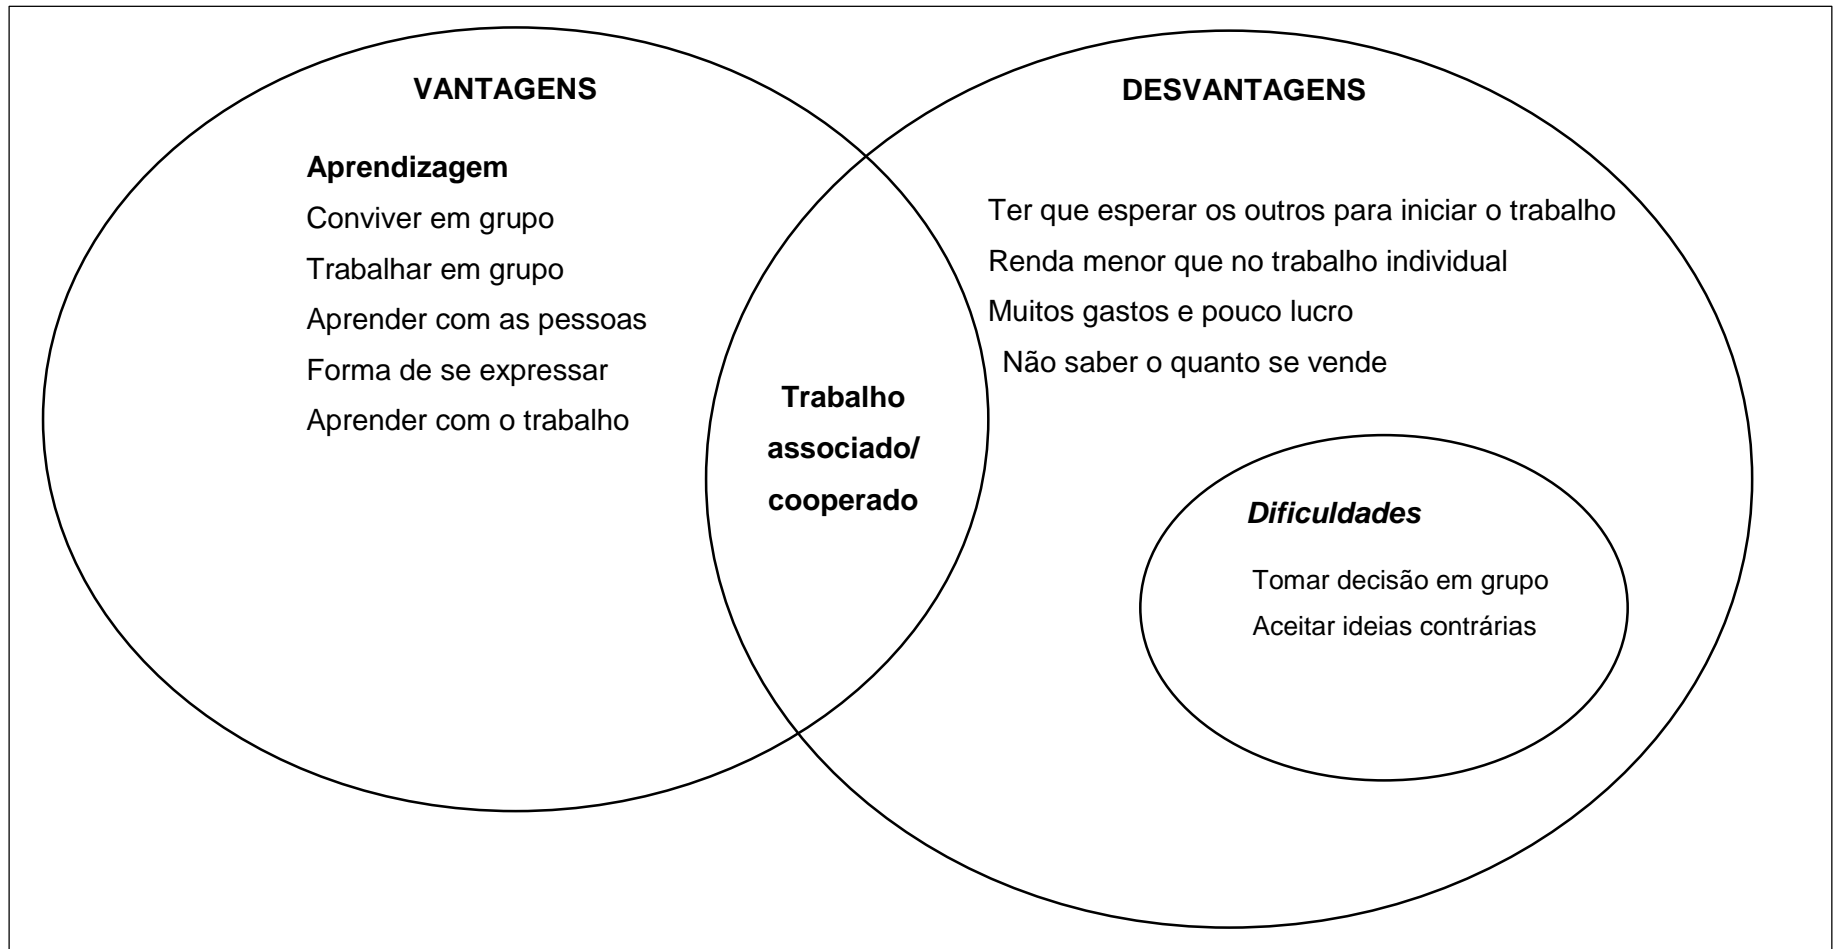 VANTAGENS
Aprendizagem
Conviver em grupo
Trabalhar em grupo
Aprender com as pessoas
Forma de se expressar
Aprender com o trabalho
Trabalho
associado/
cooperado
DESVANTAGENS
Ter que esperar os outros para iniciar o trabalho
Renda menor que no trabalho individual
Muitos gastos e pouco lucro
Não saber o quanto se vende
Dificuldades
Tomar decisão em grupo
Aceitar ideias contrárias